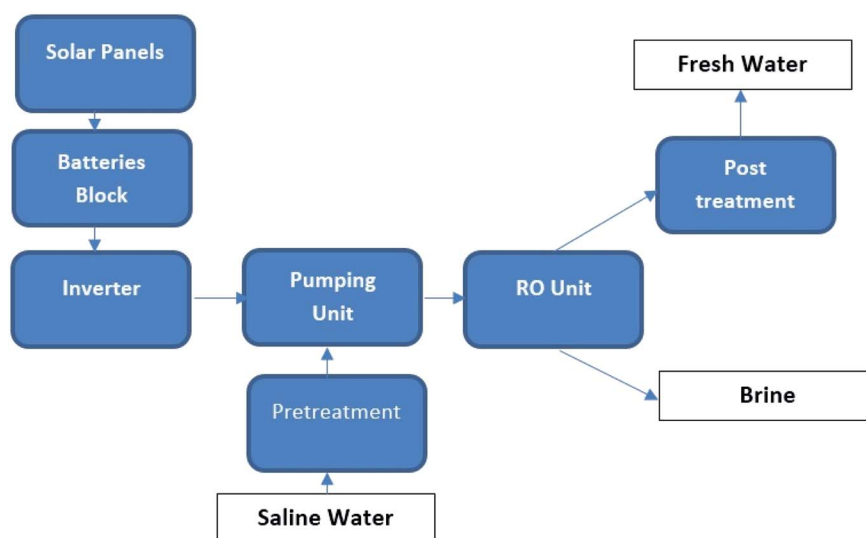 Solar Panels
Fresh Water
Batteries
Block
Post
treatment
Inverter
Pumping
Unit
RO Unit
Pretreatment
Brine
Saline Water